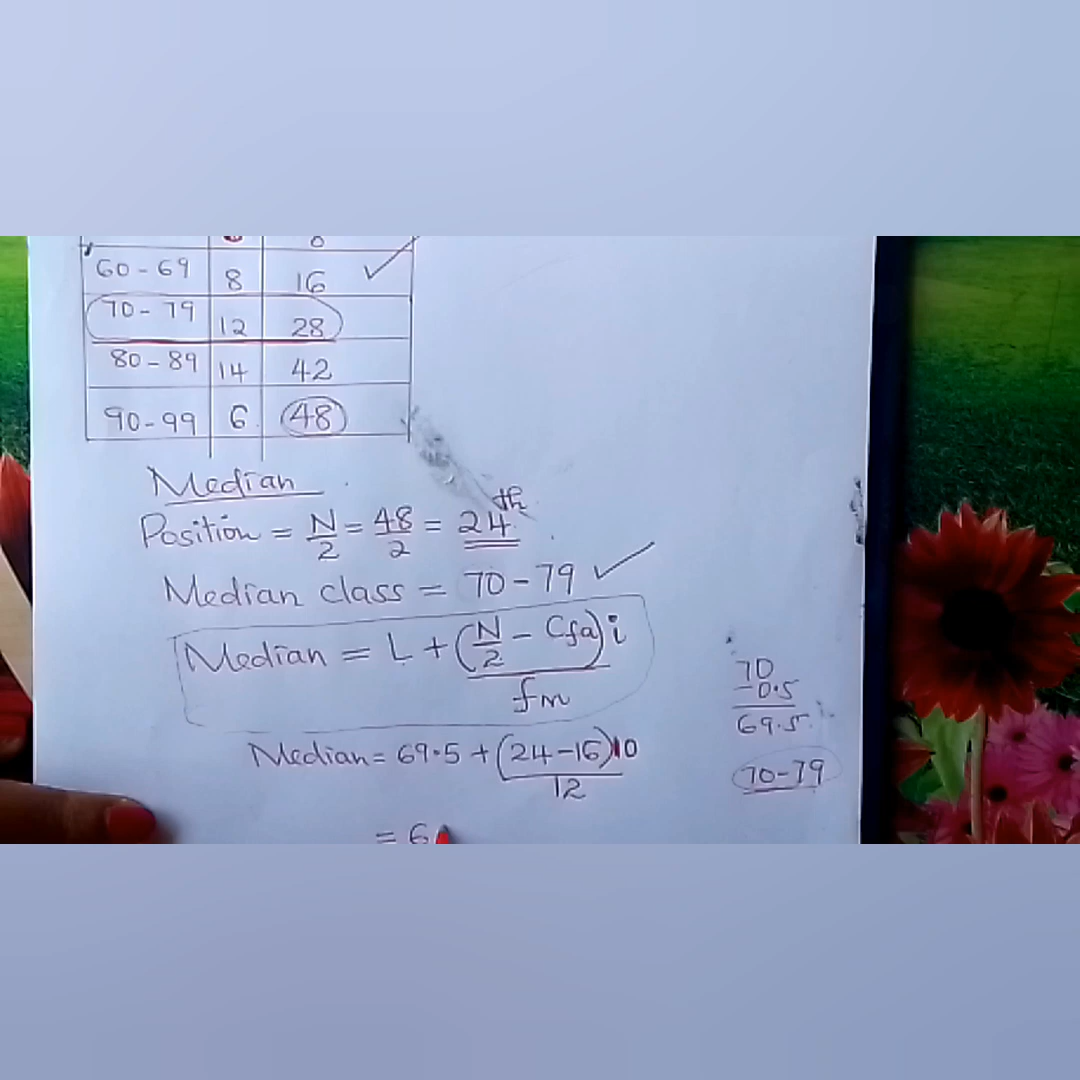 8
60-69 8 16 ✓
70-79 12 28
80-89 14 42
90-99 6 48
Median
Position = N/2 = 48/2 = 24th
Median class = 70-79 ✓
Median = L + (N/2 - Cfa)i / fm
Median = 69.5 + (24-16)10 / 12
= 6
70
-0.5
69.5
70-79